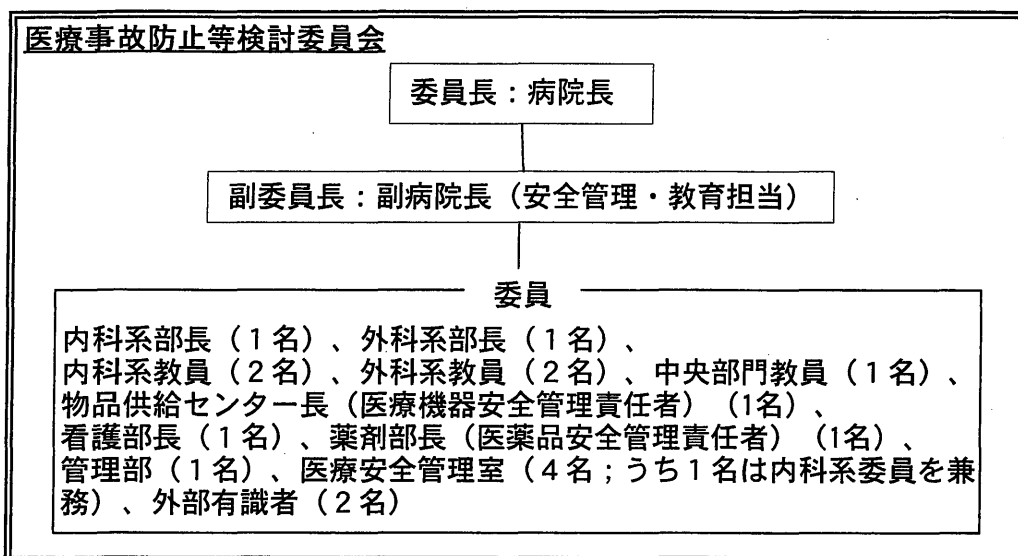 医療事故防止等検討委員会
委員長：病院長
副委員長：副病院長（安全管理・教育担当）
委員
内科系部長（１名）、外科系部長（１名）、
内科系教員（２名）、外科系教員（２名）、中央部門教員（１名）、
物品供給センター長（医療機器安全管理責任者）（1名）、
看護部長（１名）、薬剤部長（医薬品安全管理責任者）（1名）、
管理部（１名）、医療安全管理室（４名；うち１名は内科系委員を兼
務）、外部有識者（２名）